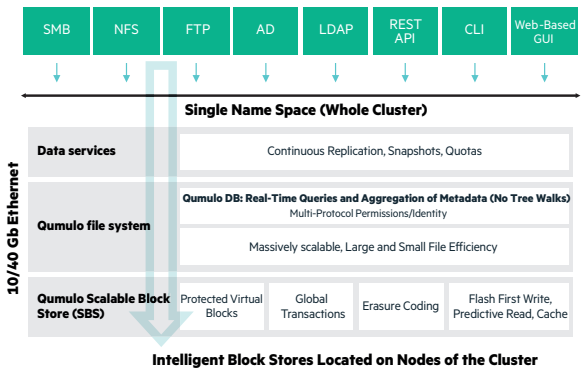 SMB
NFS
FTP
AD
LDAP
REST
API
CLI
Web-Based
GUI
Single Name Space (Whole Cluster)
10/40 Gb Ethernet
Data services
Continuous Replication, Snapshots, Quotas
Qumulo file system
Qumulo DB: Real-Time Queries and Aggregation of Metadata (No Tree Walks)
Multi-Protocol Permissions/Identity
Massively scalable, Large and Small File Efficiency
Qumulo Scalable Block
Store (SBS)
Protected Virtual
Blocks
Global
Transactions
Erasure Coding
Flash First Write,
Predictive Read, Cache
Intelligent Block Stores Located on Nodes of the Cluster